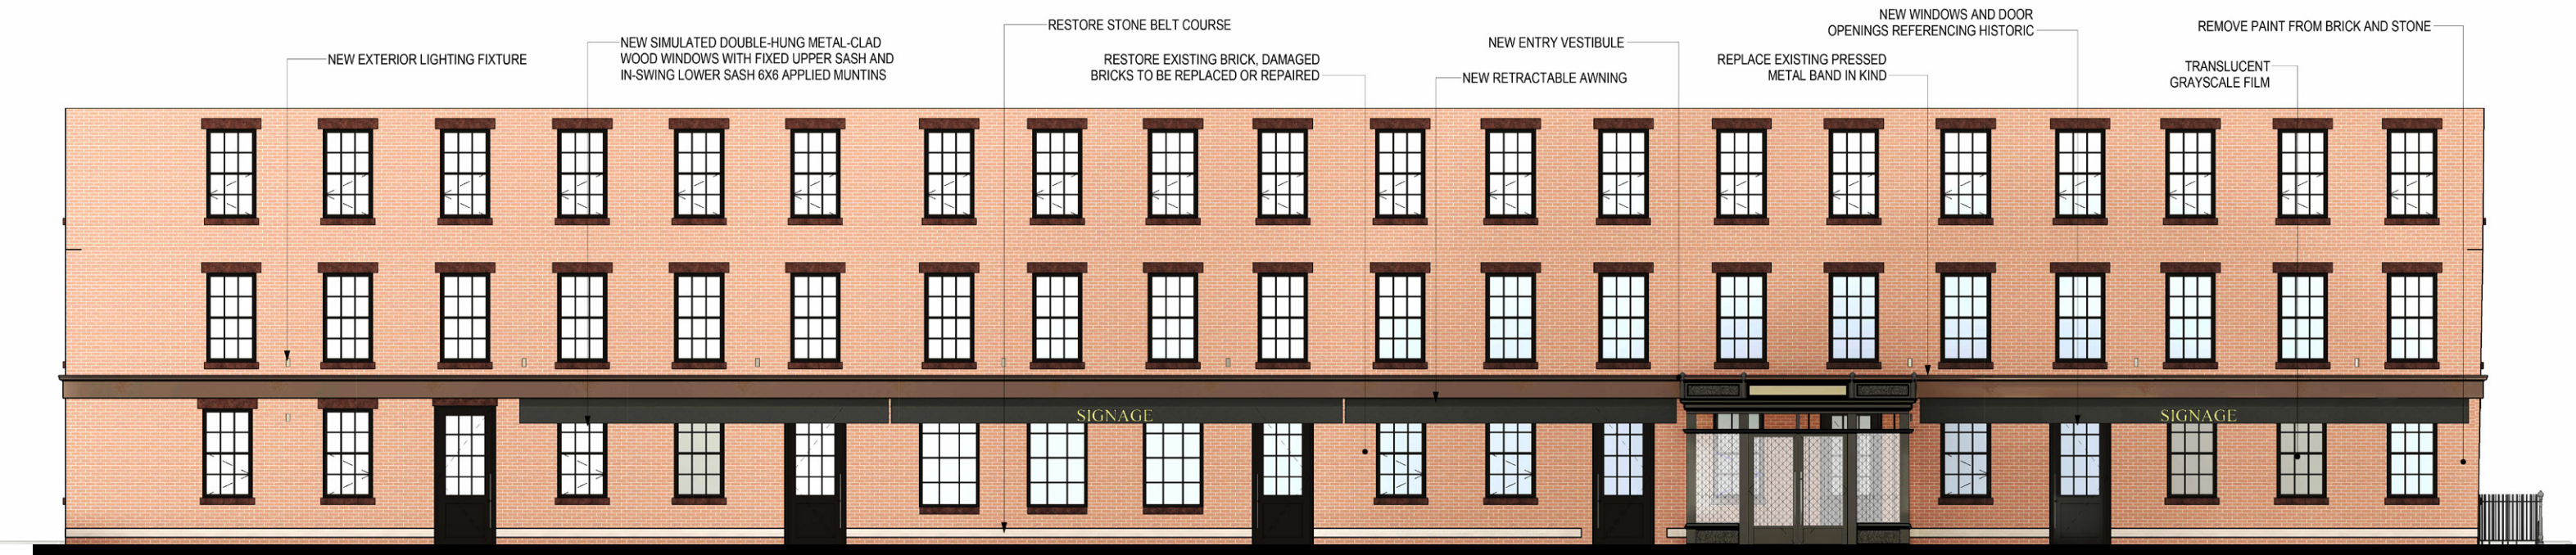 NEW EXTERIOR LIGHTING FIXTURE
NEW SIMULATED DOUBLE-HUNG METAL-CLAD
WOOD WINDOWS WITH FIXED UPPER SASH AND
IN-SWING LOWER SASH 6X6 APPLIED MUNTINS
RESTORE STONE BELT COURSE
RESTORE EXISTING BRICK, DAMAGED
BRICKS TO BE REPLACED OR REPAIRED
NEW ENTRY VESTIBULE
NEW RETRACTABLE AWNING
NEW WINDOWS AND DOOR
OPENINGS REFERENCING HISTORIC
REPLACE EXISTING PRESSED
METAL BAND IN KIND
REMOVE PAINT FROM BRICK AND STONE
TRANSLUCENT
GRAYSCALE FILM
SIGNAGE
SIGNAGE